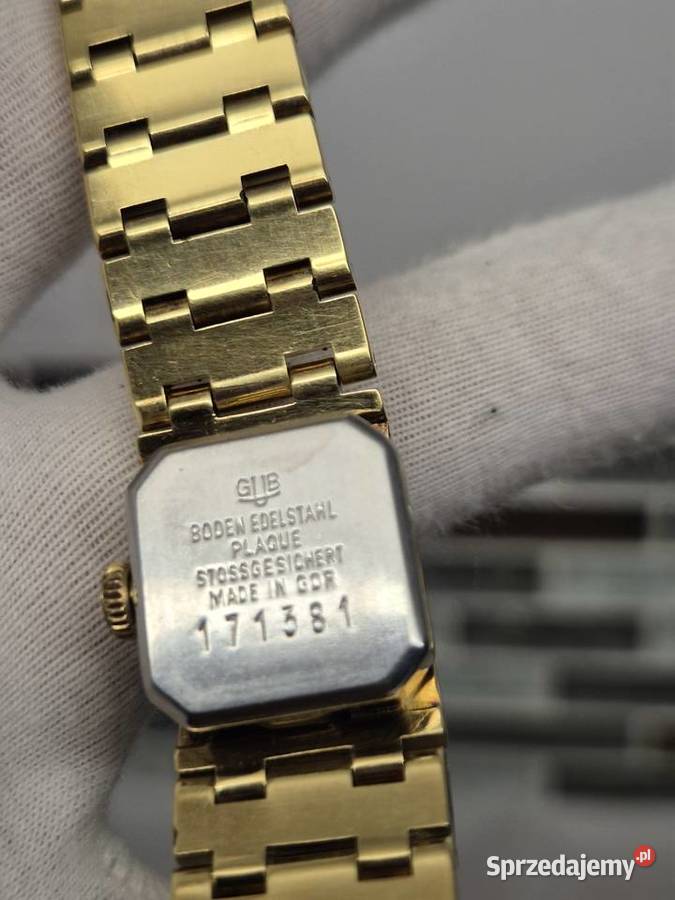 GUB
BODEN EDELSTAHL
PLAQUE
STOSSGESICHERT
MADE IN GDR
171381
Sprzedajemy.pl